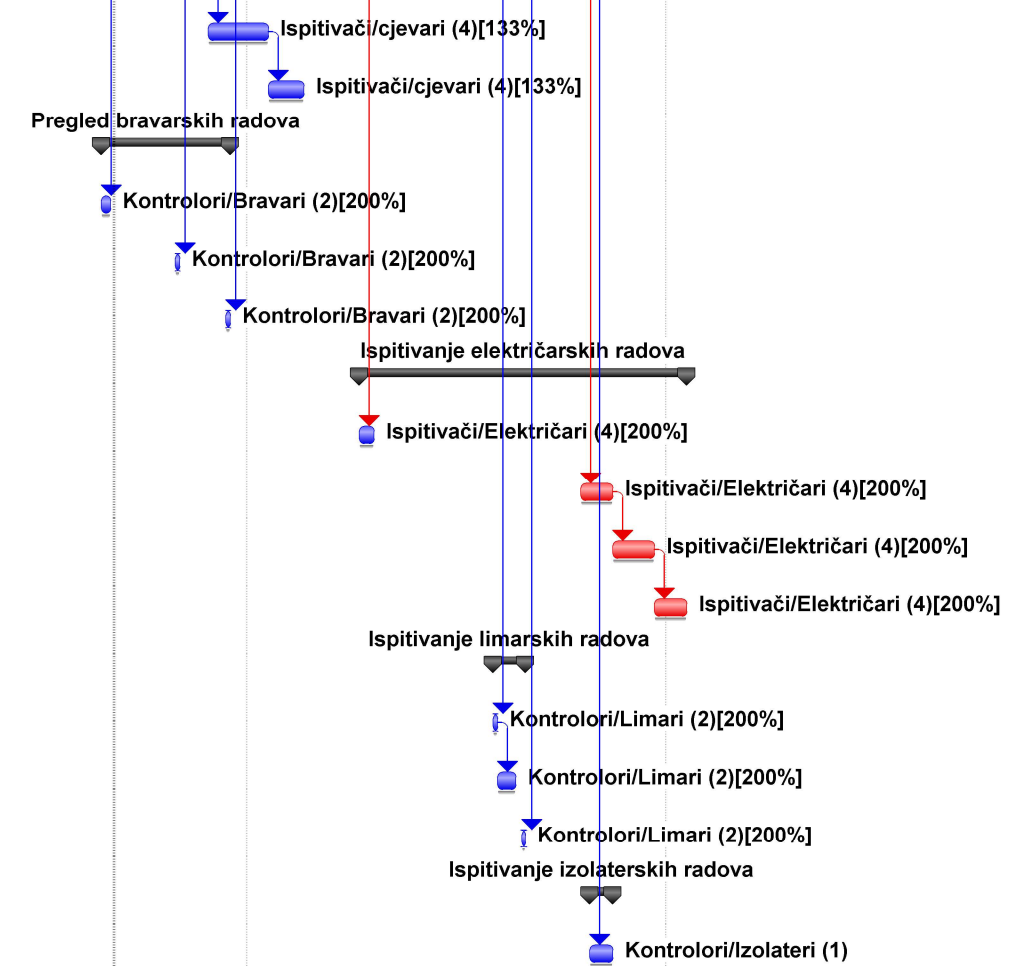 Ispitivači/cjevari (4)[133%]
Ispitivači/cjevari (4)[133%]
Pregled bravarskih radova
Kontrolori/Bravari (2)[200%]
Kontrolori/Bravari (2)[200%]
Kontrolori/Bravari (2)[200%]
Ispitivanje električarskih radova
Ispitivači/Električari (4)[200%]
Ispitivači/Električari (4)[200%]
Ispitivači/Električari (4)[200%]
Ispitivači/Električari (4)[200%]
Ispitivanje limarskih radova
Kontrolori/Limari (2)[200%]
Kontrolori/Limari (2)[200%]
Kontrolori/Limari (2)[200%]
Ispitivanje izolaterskih radova
Kontrolori/Izolateri (1)